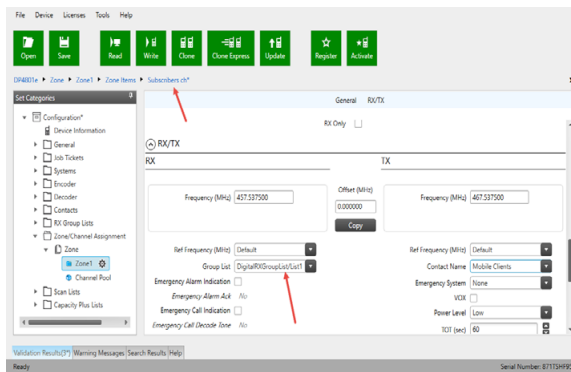 File Device Licenses Tools Help
Open Save Read Write Clone Clone Express Update Register Activate
DP4801e Zone Zone1 Zone Items Subscribers ch*
Set Categories
General RX/TX
Configuration*
Device Information
General
Job Tickets
Systems
Encoder
Decoder
Contacts
RX Group Lists
Zone/Channel Assignment
Zone
Zone1
Channel Pool
Scan Lists
Capacity Plus Lists
RX Only
RX/TX
RX TX
Frequency (MHz) 457.537500
Offset (MHz)
0.000000
Copy
Frequency (MHz) 467.537500
Ref Frequency (MHz) Default
Group List DigitalRXGroupList/List1
Emergency Alarm Indication
Emergency Alarm Ack No
Emergency Call Indication
Emergency Call Decode Tone No
Ref Frequency (MHz) Default
Contact Name Mobile Clients
Emergency System None
VOX
Power Level Low
TOT (sec) 60
Validation Results(3*) Warning Messages Search Results Help
Ready
Serial Number: 871TSHF95